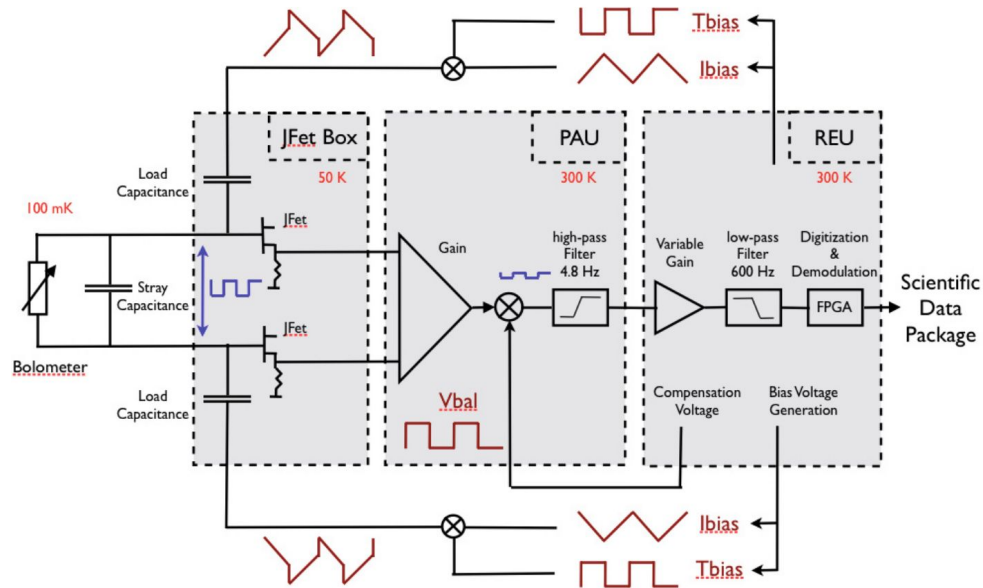 Tbias
Ibias
JFet Box
PAU
REU
50 K
300 K
300 K
Load
Capacitance
100 mK
JFet
Gain
high-pass
Filter
4.8 Hz
Variable
Gain
low-pass
Filter
600 Hz
Digitization
&
Demodulation
Stray
Capacitance
FPGA
Scientific
Data
Package
JFet
Bolometer
Load
Capacitance
Vbal
Compensation
Voltage
Bias Voltage
Generation
Ibias
Tbias